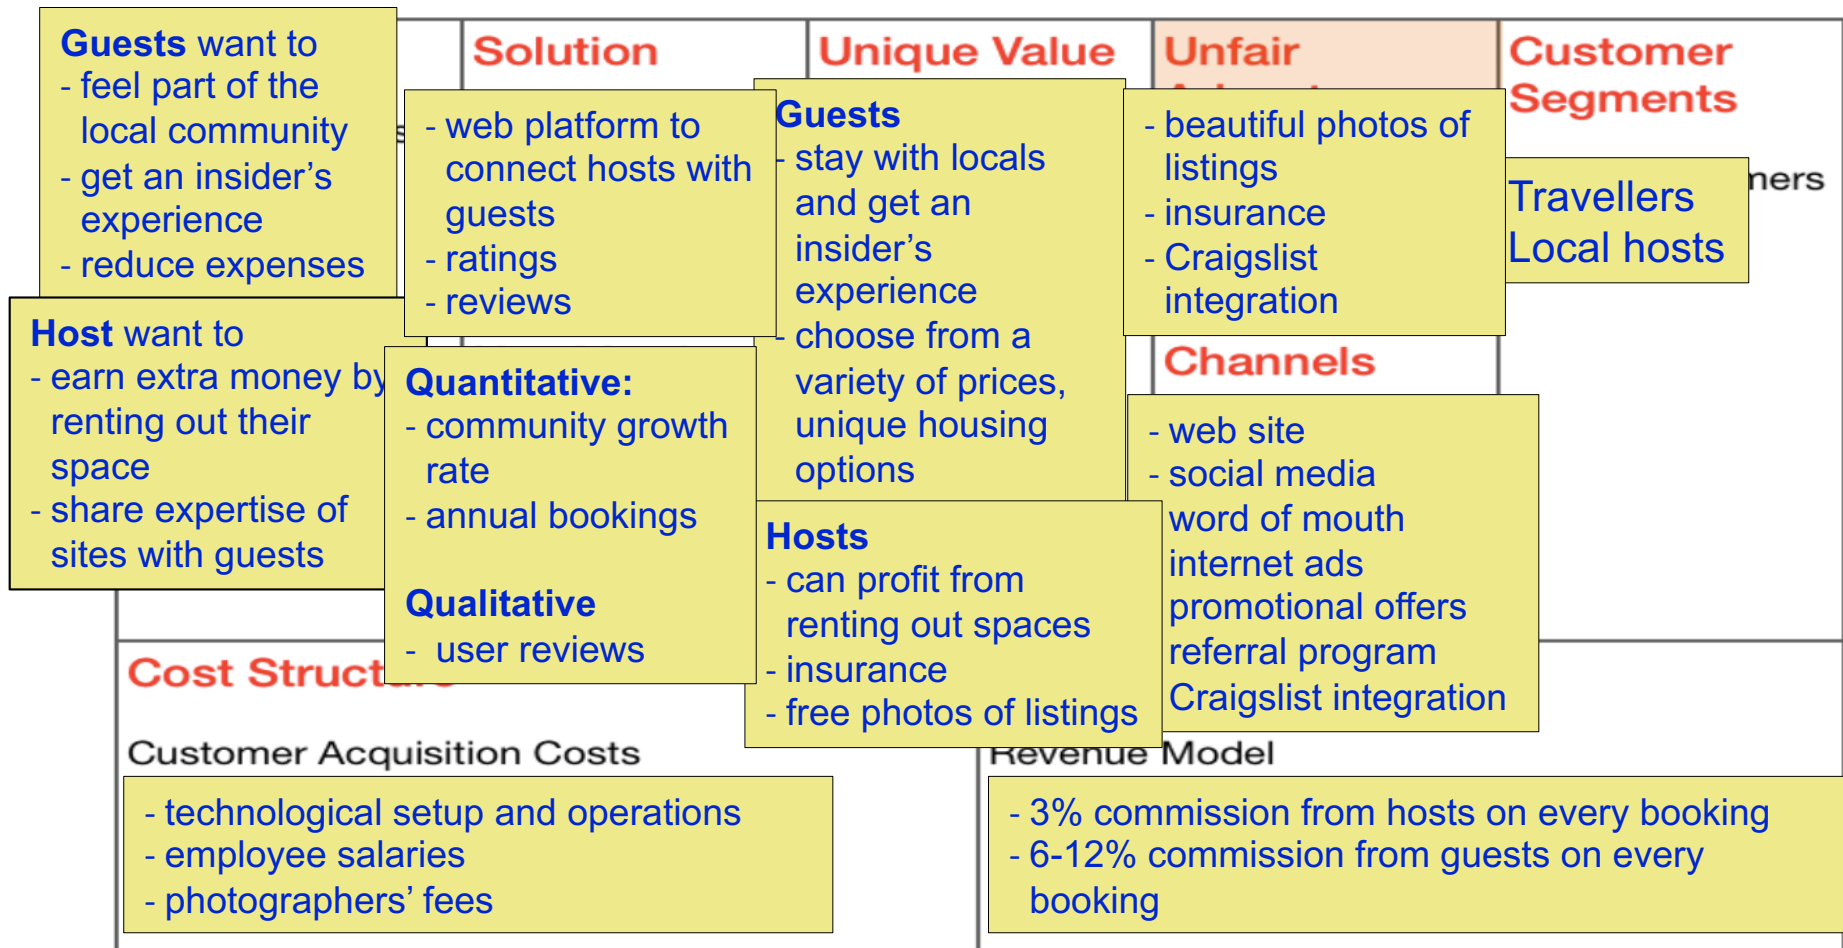 Guests want to
- feel part of the
local community
- get an insider’s
experience
- reduce expenses
Host want to
- earn extra money by
renting out their
space
- share expertise of
sites with guests
Solution
- web platform to
connect hosts with
guests
- ratings
- reviews
Quantitative:
- community growth
rate
- annual bookings
Qualitative
- user reviews
Unique Value
Guests
- stay with locals
and get an
insider’s
experience
- choose from a
variety of prices,
unique housing
options
Hosts
- can profit from
renting out spaces
- insurance
- free photos of listings
Unfair
- beautiful photos of
listings
- insurance
- Craigslist
integration
Channels
- web site
- social media
word of mouth
internet ads
promotional offers
referral program
Craigslist integration
Customer
Segments
Travellers
Local hosts
Cost Structure
Customer Acquisition Costs
- technological setup and operations
- employee salaries
- photographers’ fees
Revenue Model
- 3% commission from hosts on every booking
- 6-12% commission from guests on every
booking